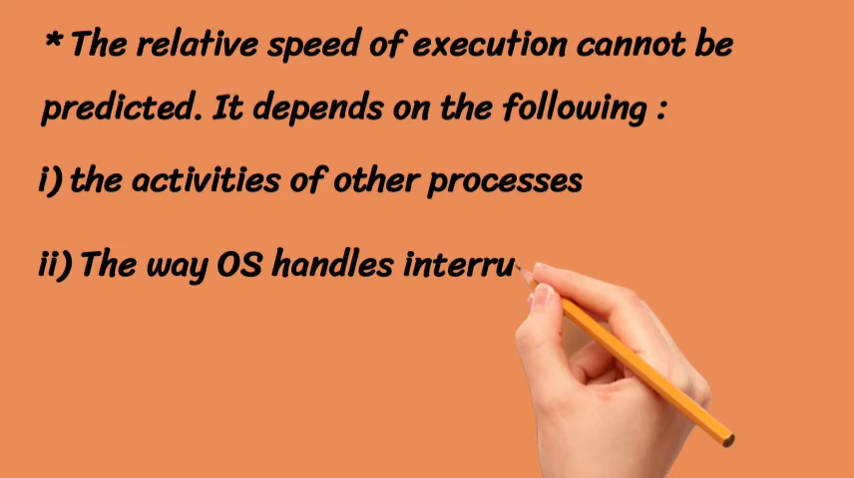 * The relative speed of execution cannot be
predicted. It depends on the following :
i) the activities of other processes
ii) The way OS handles interru